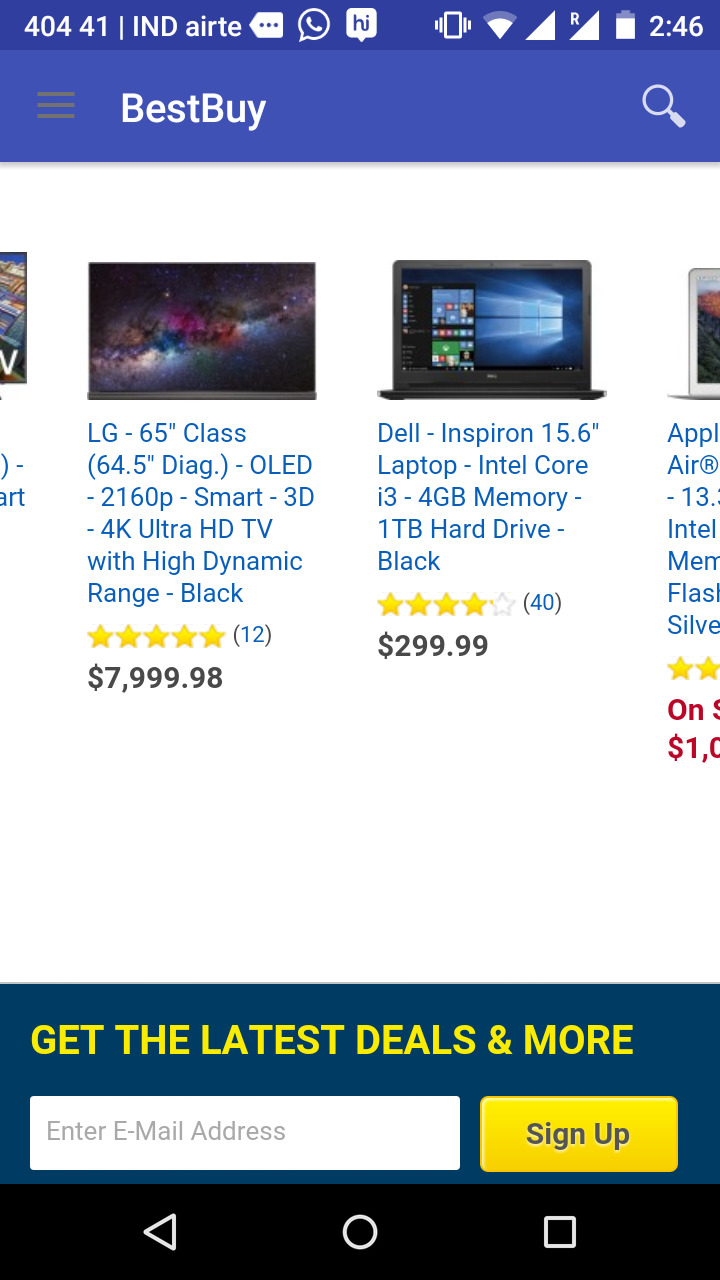 404 41 | IND airte
hi
R
2:46
BestBuy
V
) -
art
LG - 65" Class
(64.5" Diag.) - OLED
- 2160p - Smart - 3D
- 4K Ultra HD TV
with High Dynamic
Range - Black
(12)
$7,999.98
Dell - Inspiron 15.6"
Laptop - Intel Core
i3 - 4GB Memory -
1TB Hard Drive -
Black
(40)
$299.99
Appl
Air®
- 13.3
Intel
Mem
Flash
Silve
On S
$1,0
GET THE LATEST DEALS & MORE
Enter E-Mail Address
Sign Up